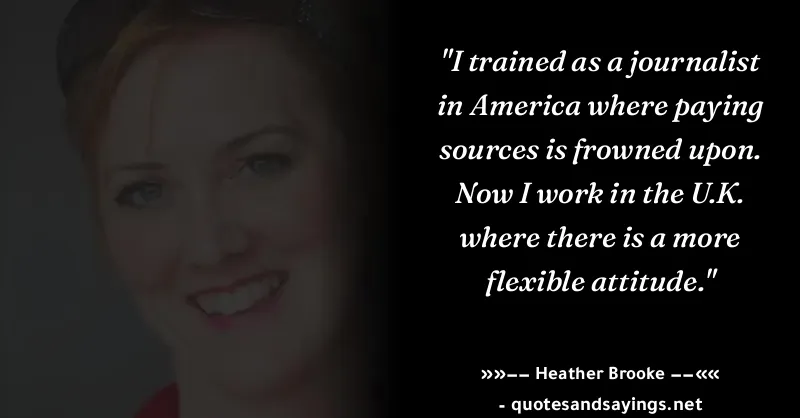 "I trained as a journalist
in America where paying
sources is frowned upon.
Now I work in the U.K.
where there is a more
flexible attitude."
»»–– Heather Brooke ––««
- quotesandsayings.net